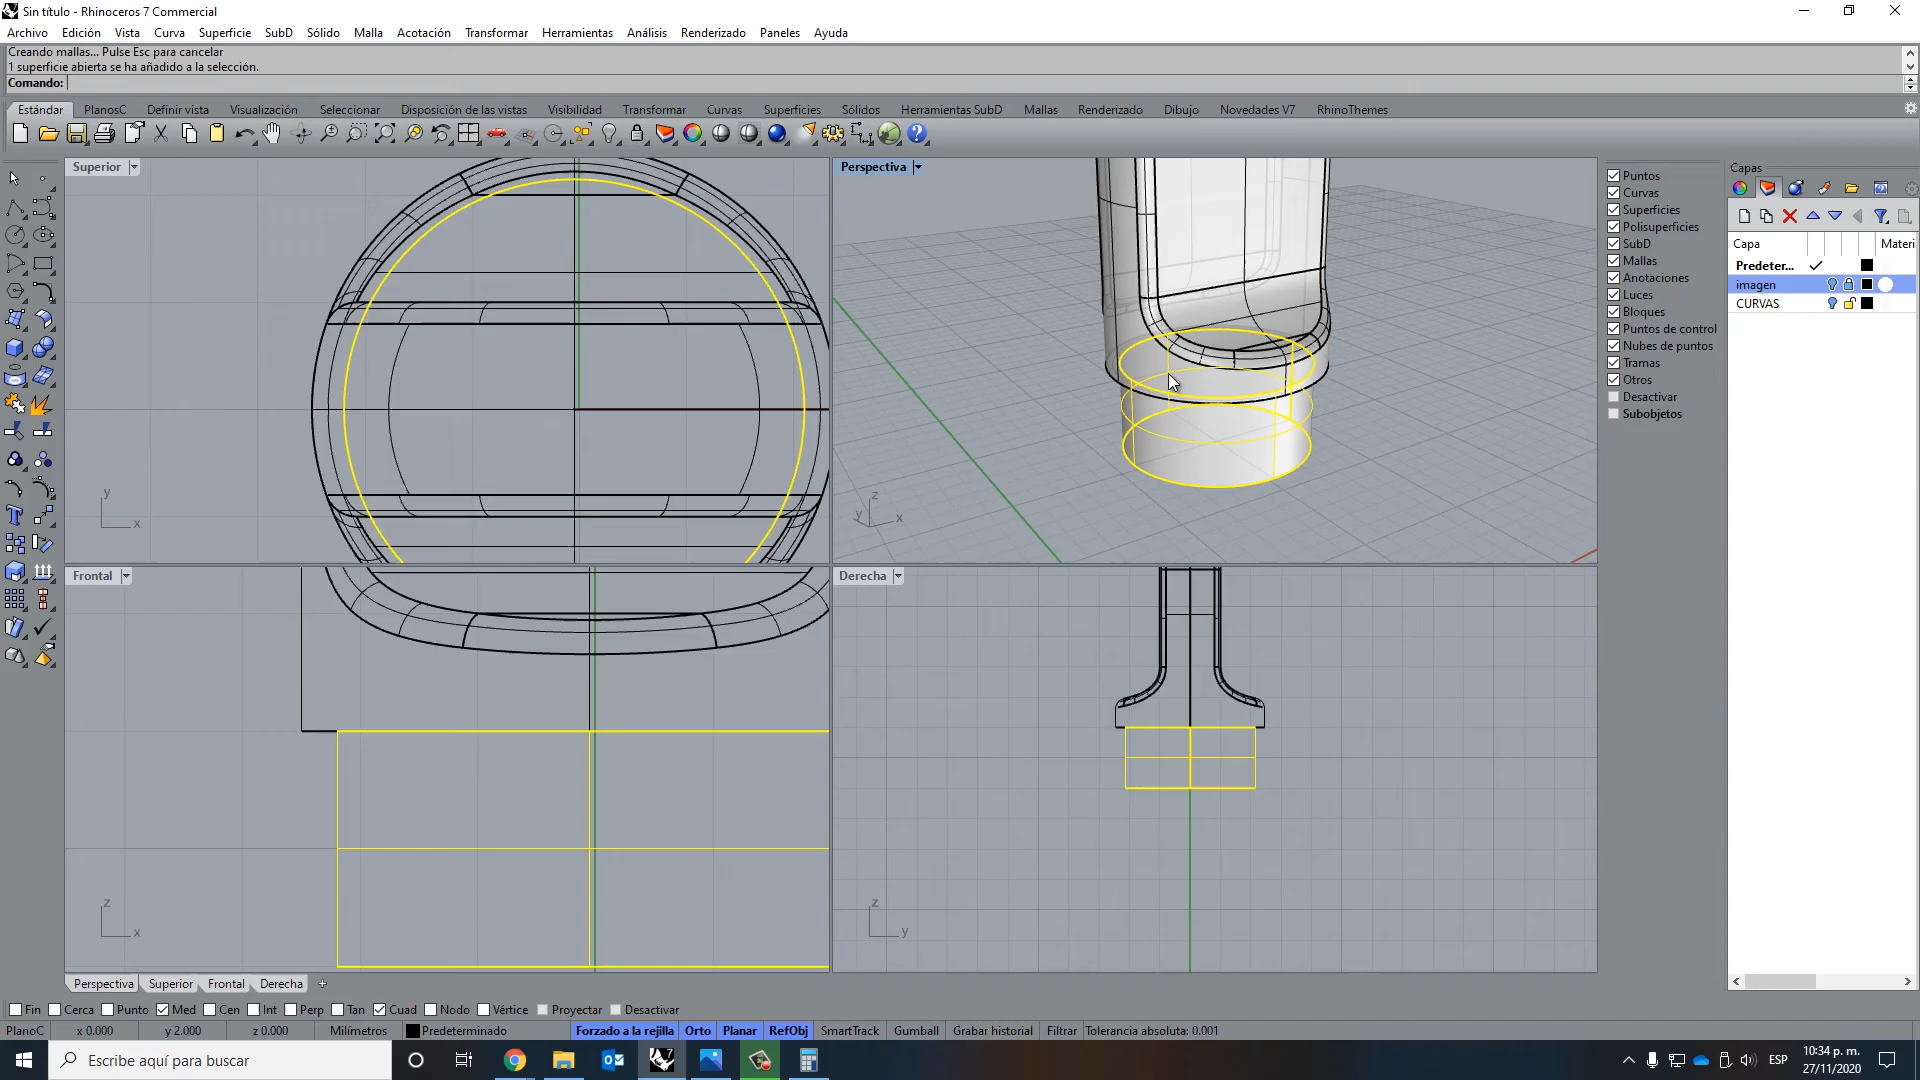 Sin título - Rhinoceros 7 Commercial
Archivo Edición Vista Curva Superficie SubD Sólido Malla Acotación Transformar Herramientas Análisis Renderizado Paneles Ayuda
Creando mallas... Pulse Esc para cancelar
1 superficie abierta se ha añadido a la selección.
Comando:
Estándar PlanosC Definir vista Visualización Seleccionar Disposición de las vistas Visibilidad Transformar Curvas Superficies Sólidos Herramientas SubD Mallas Renderizado Dibujo Novedades V7 RhinoThemes
Superior
y
x
Perspectiva
z
y
x
Frontal
z
x
Derecha
z
y
Puntos
Curvas
Superficies
Polisuperficies
SubD
Mallas
Anotaciones
Luces
Bloques
Puntos de control
Nubes de puntos
Tramas
Otros
Desactivar
Subobjetos
Capas
Capa Materi
Predeter...
imagen
CURVAS
Perspectiva Superior Frontal Derecha
Fin Cerca Punto Med Cen Int Perp Tan Cuad Nodo Vértice Proyectar Desactivar
PlanoC x 0.000 y 2.000 z 0.000 Milímetros Predeterminado Forzado a la rejilla Orto Planar RefObj SmartTrack Gumball Grabar historial Filtrar Tolerancia absoluta: 0.001
Escribe aquí para buscar
ESP
10:34 p. m.
27/11/2020